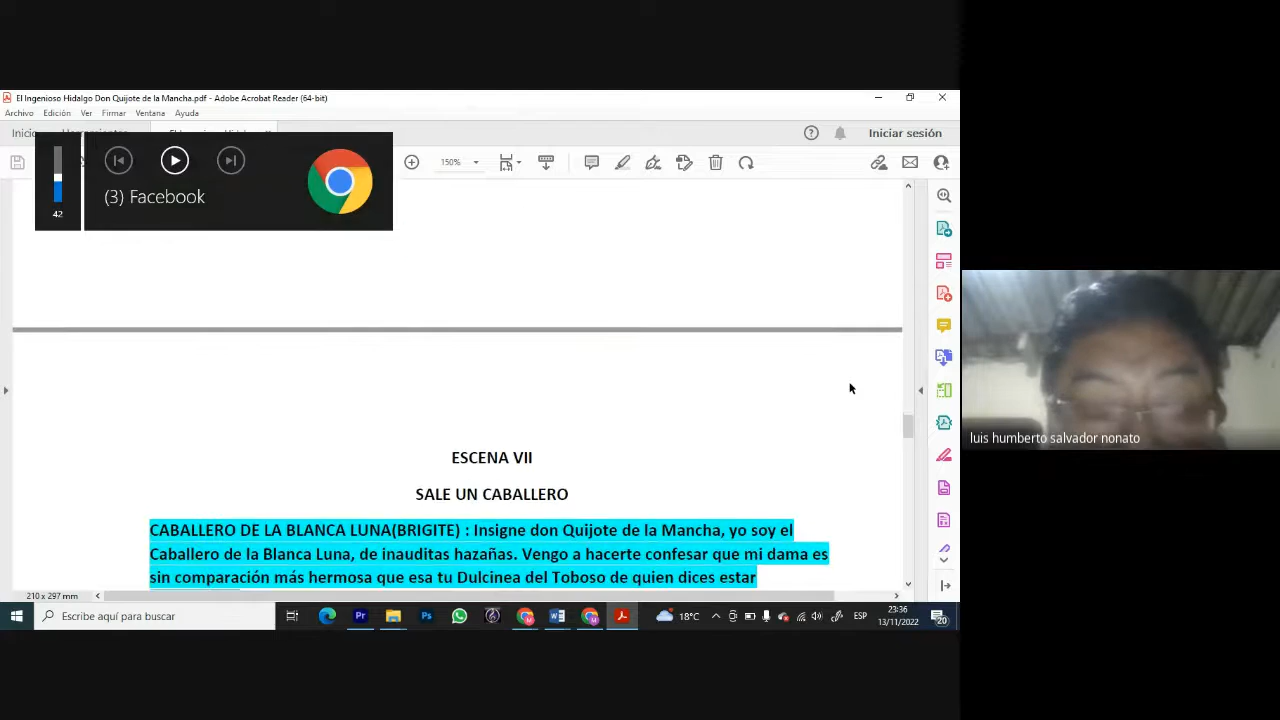 El Ingenioso Hidalgo Don Quijote de la Mancha.pdf - Adobe Acrobat Reader (64-bit)
Archivo Edición Ver Firmar Ventana Ayuda
Inicio
Iniciar sesión
150%
(3) Facebook
42
ESCENA VII
SALE UN CABALLERO
CABALLERO DE LA BLANCA LUNA(BRIGITE) : Insigne don Quijote de la Mancha, yo soy el
Caballero de la Blanca Luna, de inauditas hazañas. Vengo a hacerte confesar que mi dama es
sin comparación más hermosa que esa tu Dulcinea del Toboso de quien dices estar
luis humberto salvador nonato
210 x 297 mm
Escribe aquí para buscar
18°C
ESP
23:36
13/11/2022
20